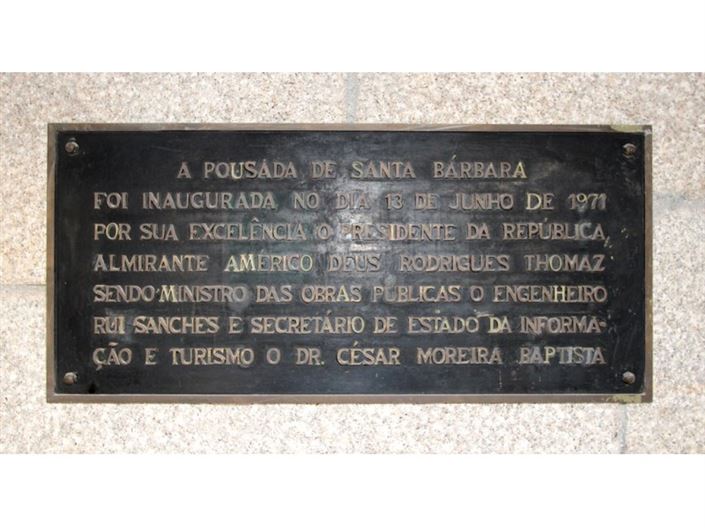 A POUSADA DE SANTA BÁRBARA
FOI INAUGURADA NO DIA 13 DE JUNHO DE 1971
POR SUA EXCELÊNCIA O PRESIDENTE DA REPÚBLICA
ALMIRANTE AMÉRICO DEUS RODRIGUES THOMAZ
SENDO MINISTRO DAS OBRAS PÚBLICAS O ENGENHEIRO
RUI SANCHES E SECRETÁRIO DE ESTADO DA INFORMA-
ÇÃO E TURISMO O DR. CÉSAR MOREIRA BAPTISTA